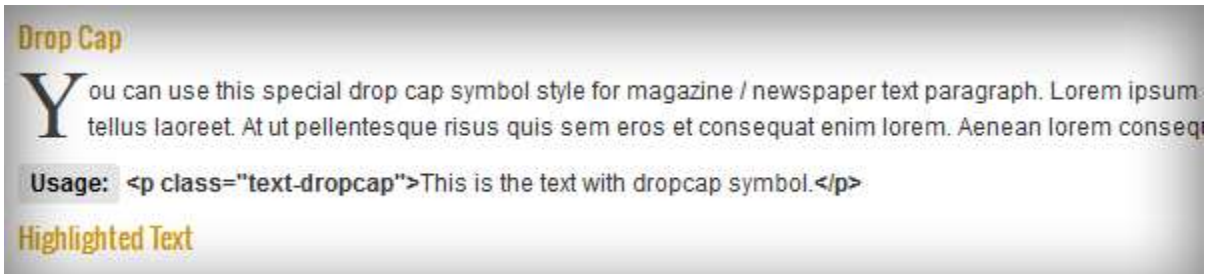 Drop Cap
You can use this special drop cap symbol style for magazine / newspaper text paragraph. Lorem ipsum
tellus laoreet. At ut pellentesque risus quis sem eros et consequat enim lorem. Aenean lorem consequ
Usage: <p class="text-dropcap">This is the text with dropcap symbol.</p>
Highlighted Text